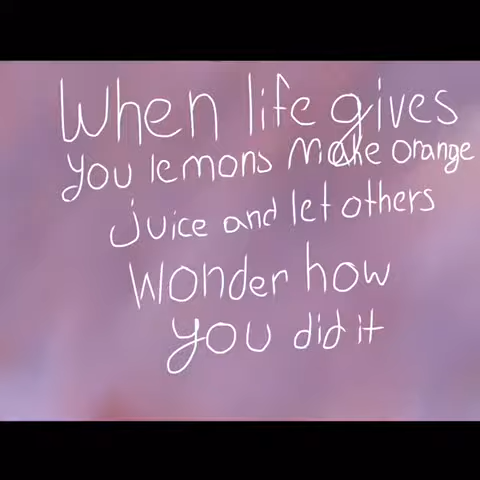 When life gives
you lemons Make orange
juice and let others
Wonder how
you did it